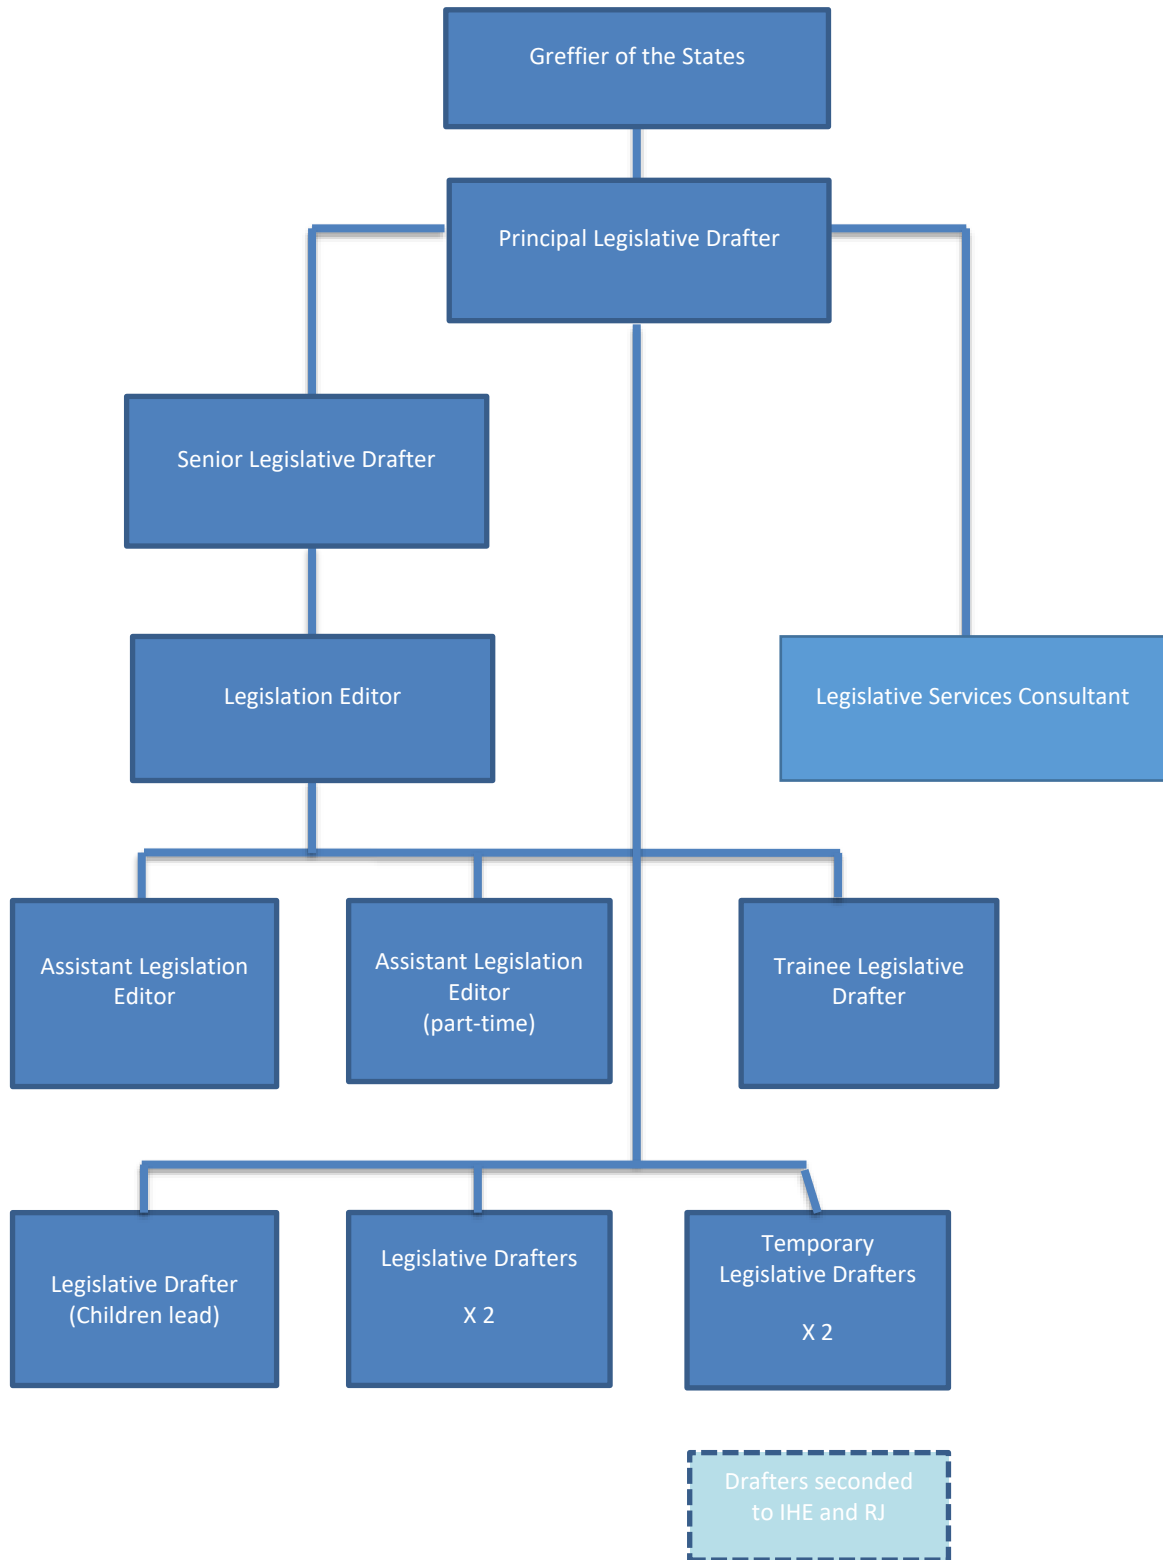 Greffier of the States
Principal Legislative Drafter
Senior Legislative Drafter
Legislation Editor
Legislative Services Consultant
Assistant Legislation
Editor
Assistant Legislation
Editor
(part-time)
Trainee Legislative
Drafter
Legislative Drafter
(Children lead)
Legislative Drafters
X 2
Temporary
Legislative Drafters
X 2
Drafters seconded
to IHE and RJ